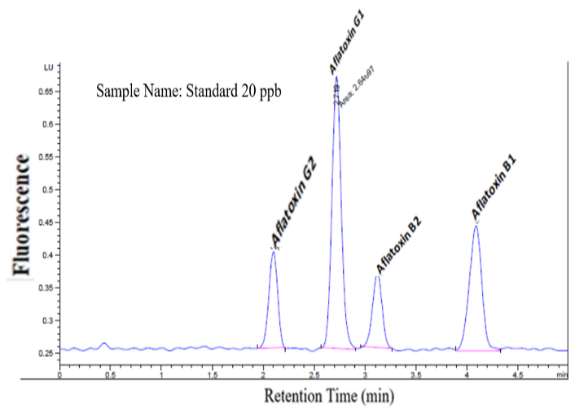 LU
Sample Name: Standard 20 ppb
Aflatoxin G2
Aflatoxin G1
Aflatoxin B2
Aflatoxin B1
Fluorescence
0.65
0.6
0.55
0.5
0.45
0.4
0.35
0.3
0.25
0
0.5
1
1.5
2
2.5
3
3.5
4
4.5
min
Retention Time (min)